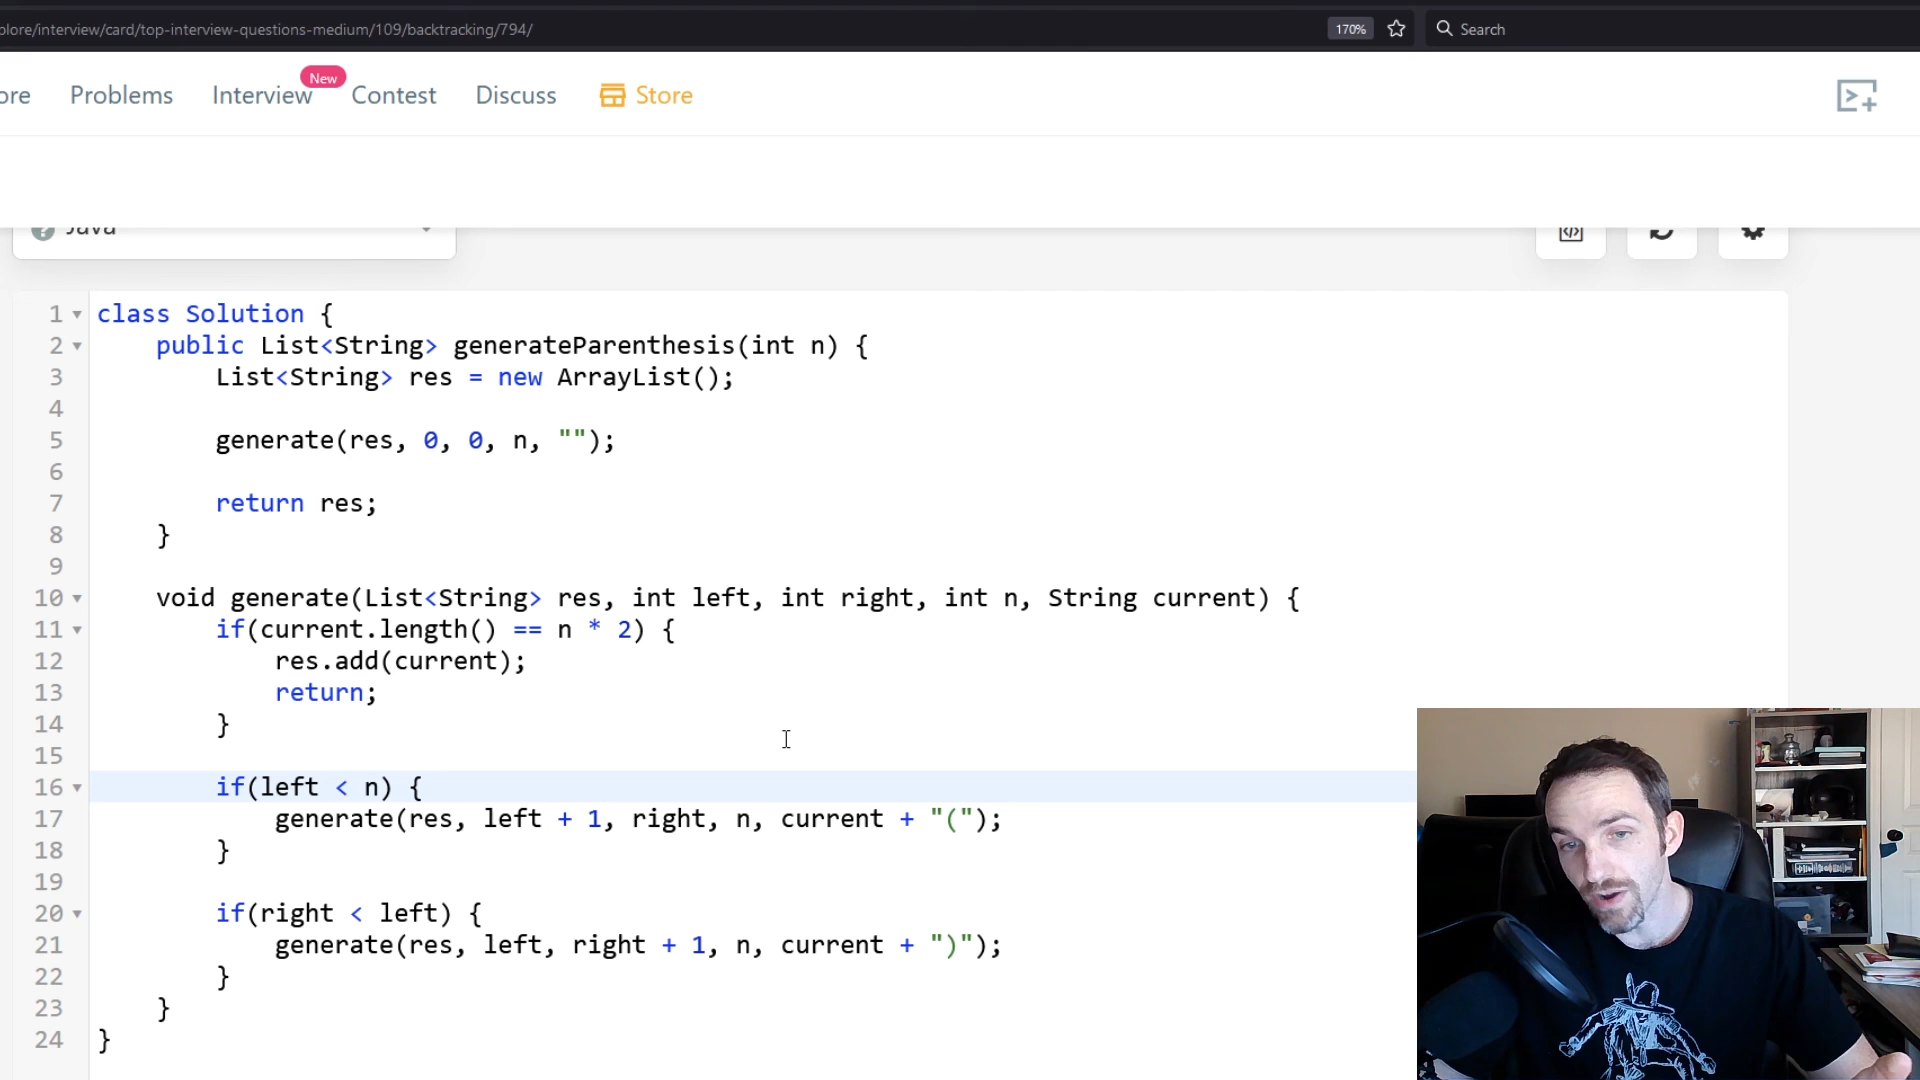 plore/interview/card/top-interview-questions-medium/109/backtracking/794/
170%
Search
ore
Problems
Interview
New
Contest
Discuss
Store
Java
1 class Solution {
2     public List<String> generateParenthesis(int n) {
3         List<String> res = new ArrayList();
4
5         generate(res, 0, 0, n, "");
6
7         return res;
8     }
9
10     void generate(List<String> res, int left, int right, int n, String current) {
11         if(current.length() == n * 2) {
12             res.add(current);
13             return;
14         }
15
16         if(left < n) {
17             generate(res, left + 1, right, n, current + "(");
18         }
19
20         if(right < left) {
21             generate(res, left, right + 1, n, current + ")");
22         }
23     }
24 }